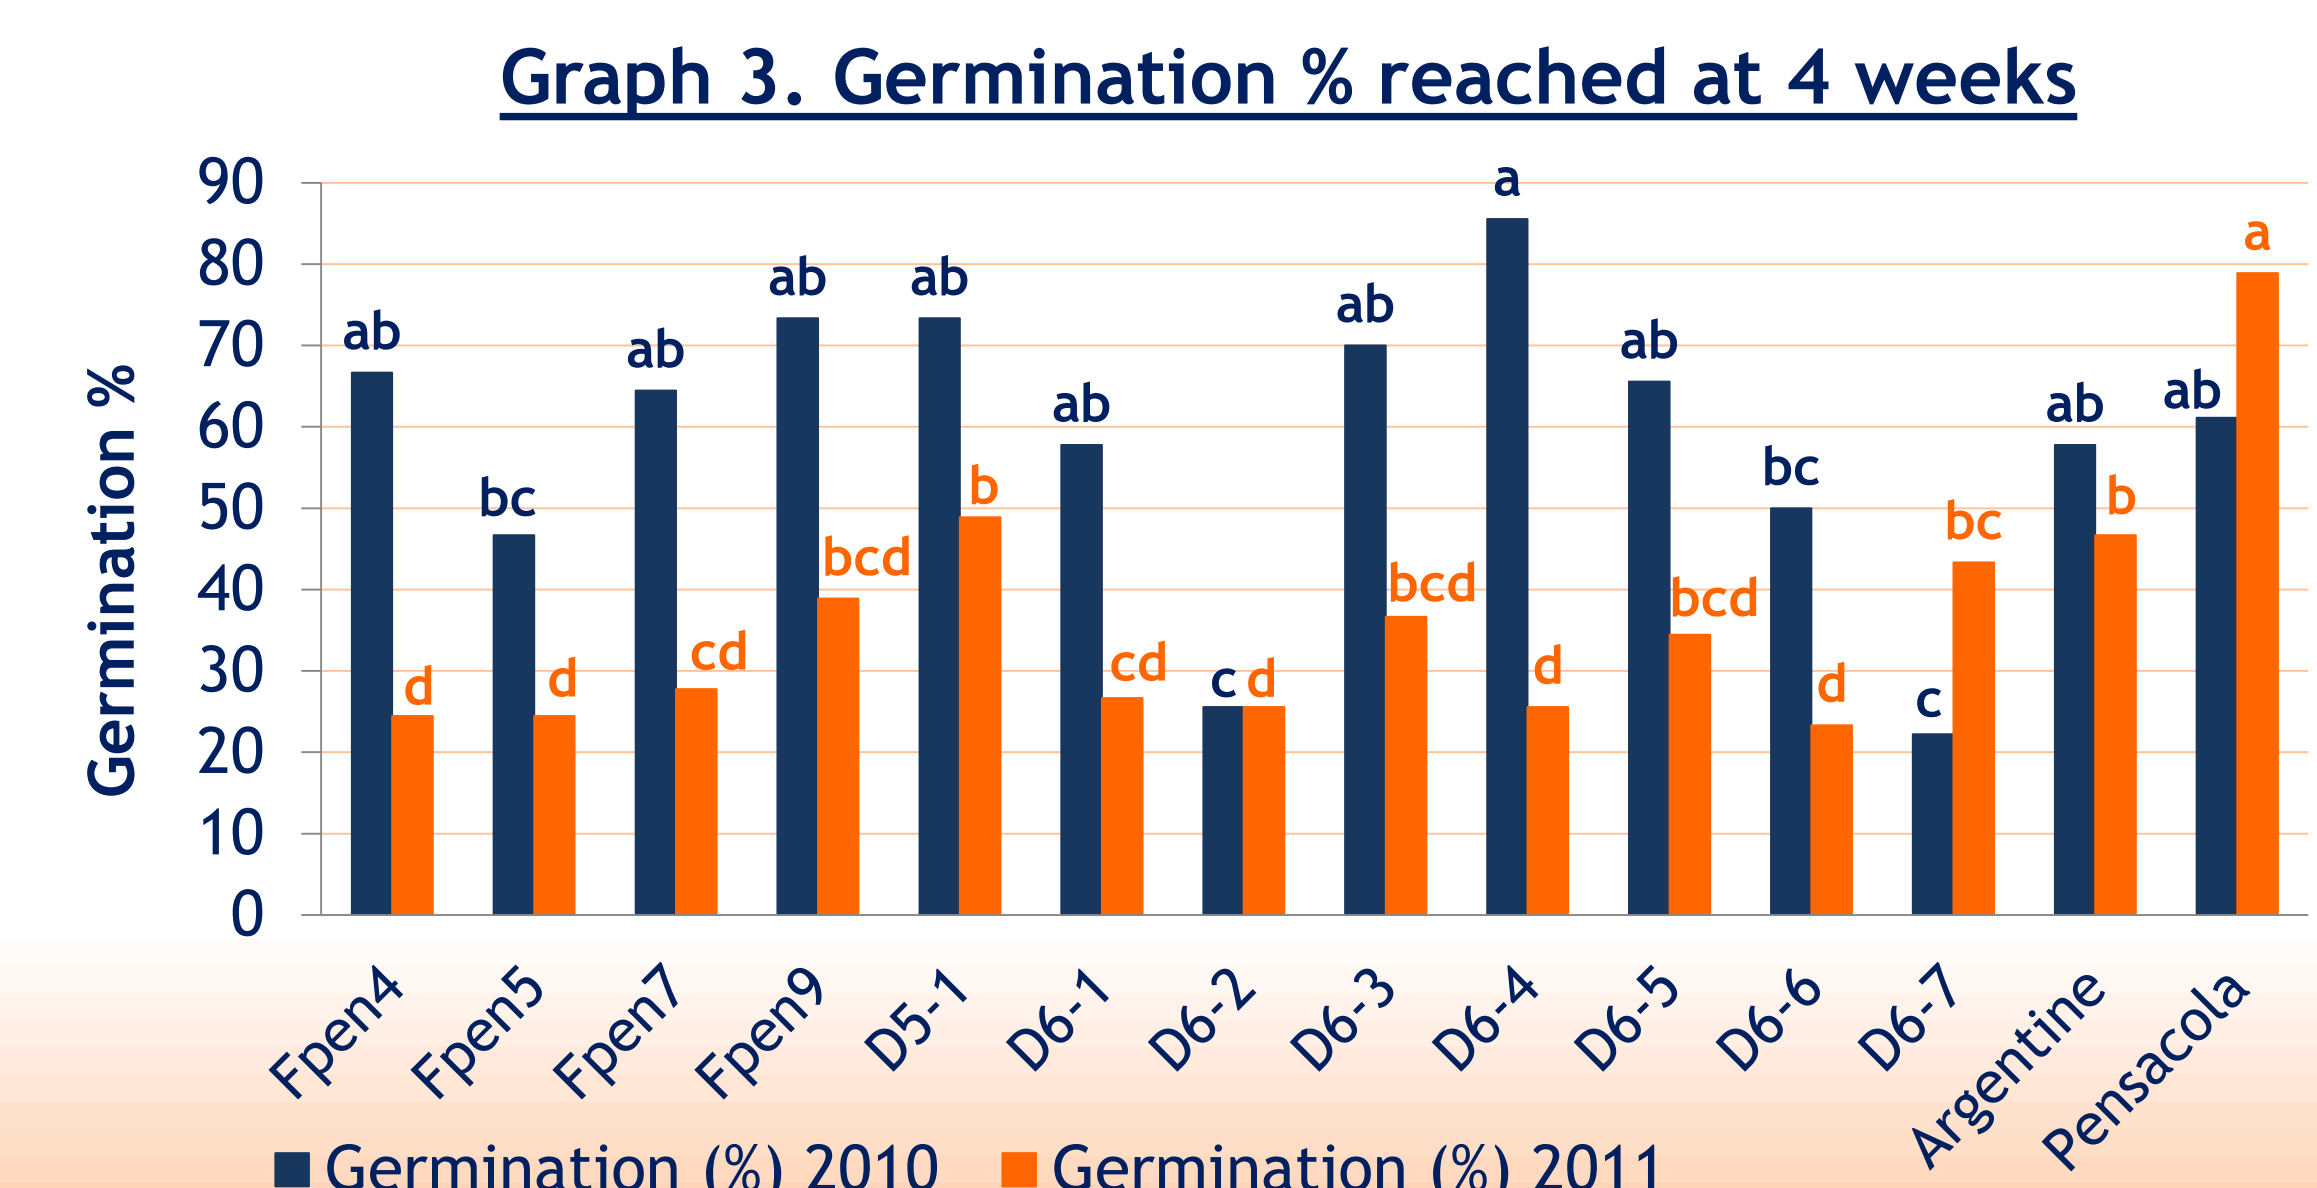 Graph 3. Germination % reached at 4 weeks
Germination %
90
80
70
60
50
40
30
20
10
0
ab
d
bc
d
ab
cd
ab
bcd
ab
b
ab
cd
c
d
ab
bcd
a
d
ab
bcd
bc
d
c
bc
ab
b
ab
a
Fpen4
Fpen5
Fpen7
Fpen9
D5-1
D6-1
D6-2
D6-3
D6-4
D6-5
D6-6
D6-7
Argentine
Pensacola
Germination (%) 2010
Germination (%) 2011